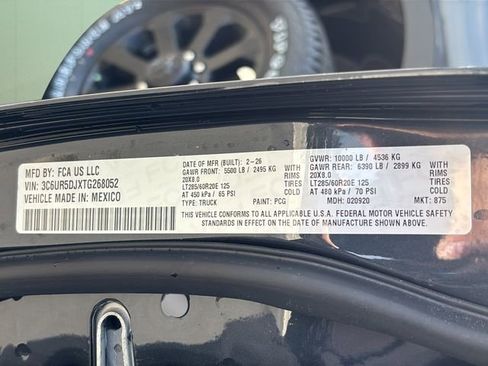 MFD BY: FCA US LLC
VIN: 3C6UR5DJXTG268052
VEHICLE MADE IN: MEXICO
DATE OF MFR (BUILT): 2-26
GAWR FRONT: 5500 LB / 2495 KG
20X8.0 RIMS
LT285/60R20E 125 TIRES
AT 450 kPa / 65 PSI COLD
TYPE: TRUCK PAINT: PCG
GVWR: 10000 LB / 4536 KG
GAWR REAR: 6390 LB / 2899 KG
20X8.0 RIMS
LT285/60R20E 125 TIRES
AT 480 kPa / 70 PSI COLD
MDH: 020920 MKT: 875
THIS VEHICLE CONFORMS TO ALL APPLICABLE U.S.A. FEDERAL MOTOR VEHICLE SAFETY
STANDARDS IN EFFECT ON THE DATE OF MANUFACTURE SHOWN ABOVE.